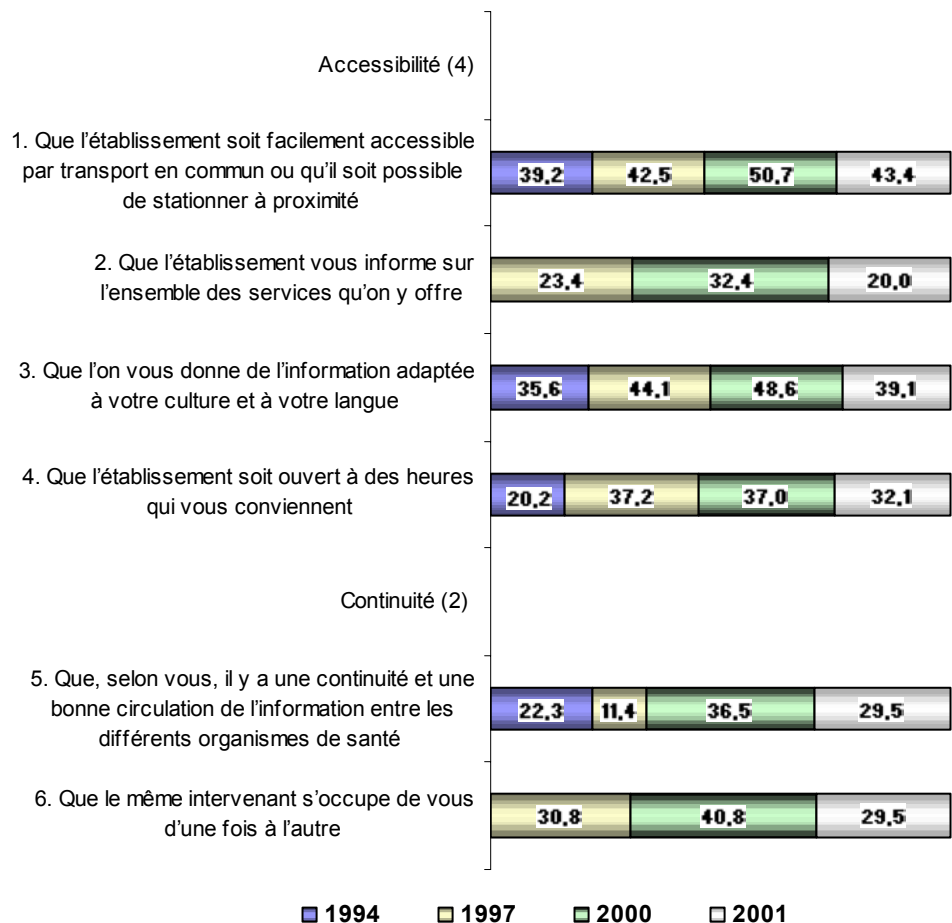 Accessibilité (4)
1. Que l'établissement soit facilement accessible
par transport en commun ou qu'il soit possible
de stationner à proximité
39,2 42,5 50,7 43,4
2. Que l'établissement vous informe sur
l'ensemble des services qu'on y offre
23,4 32,4 20,0
3. Que l'on vous donne de l'information adaptée
à votre culture et à votre langue
35,6 44,1 48,6 39,1
4. Que l'établissement soit ouvert à des heures
qui vous conviennent
20,2 37,2 37,0 32,1
Continuité (2)
5. Que, selon vous, il y a une continuité et une
bonne circulation de l'information entre les
différents organismes de santé
22,3 11,4 36,5 29,5
6. Que le même intervenant s'occupe de vous
d'une fois à l'autre
30,8 40,8 29,5
1994 1997 2000 2001